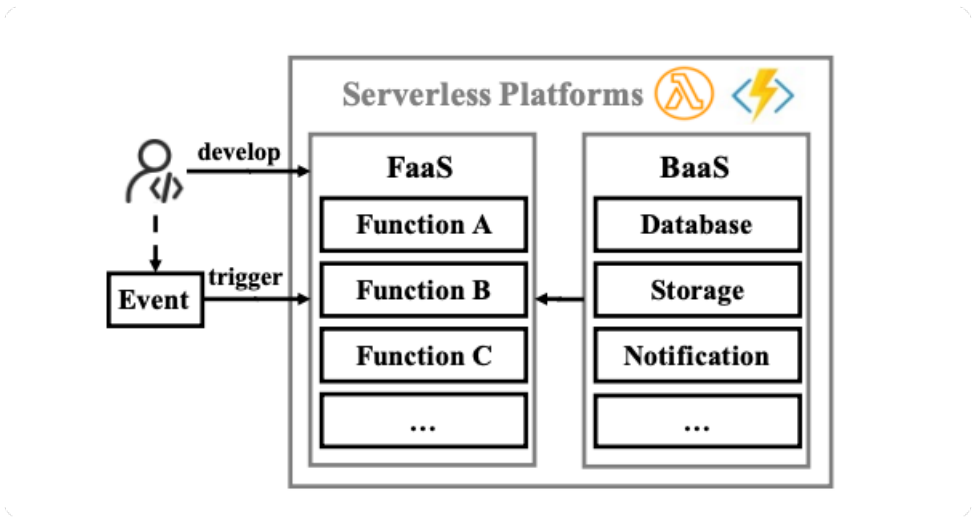 Serverless Platforms
develop
FaaS
BaaS
Function A
Database
trigger
Event
Function B
Storage
Function C
Notification
...
...